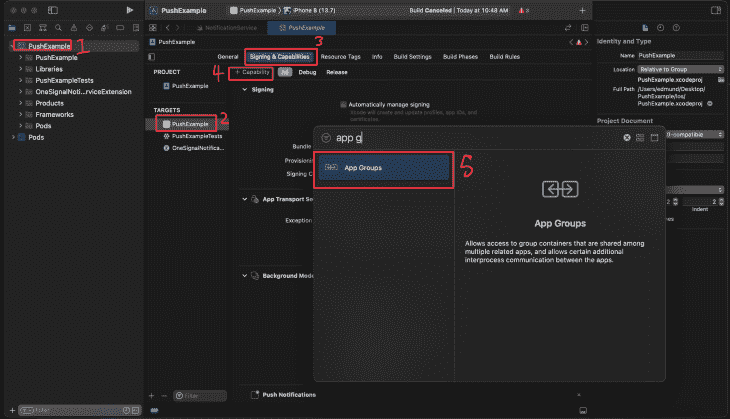 PushExample
PushExample
iPhone 8 (13.7)
Build Canceled | Today at 10:48 AM
3
NotificationService
PushExample
PushExample
1
PushExample
PushExample
Libraries
PushExampleTests
OneSignalNoti...rviceExtension
Products
Frameworks
Pods
Pods
Filter
3
General
Signing & Capabilities
Resource Tags
Info
Build Settings
Build Phases
Build Rules
4
+ Capability
All
Debug
Release
PROJECT
PushExample
TARGETS
PushExample
2
PushExampleTests
OneSignalNotifica...
Filter
Signing
Automatically manage signing
Xcode will create and update profiles, app IDs, and
certificates.
Bundle
Provision
Signing C
App Transport Se
Exception
Background Mode
Push Notifications
app g
App Groups
5
App Groups
Allows access to group containers that are shared among
multiple related apps, and allows certain additional
interprocess communication between the apps.
Identity and Type
Name
PushExample
Location
Relative to Group
PushExample.xcodeproj
Full Path
/Users/edmund/Desktop/
PushExample/ios/
PushExample.xcodeproj
Project Document
-compatible
2
2
Indent